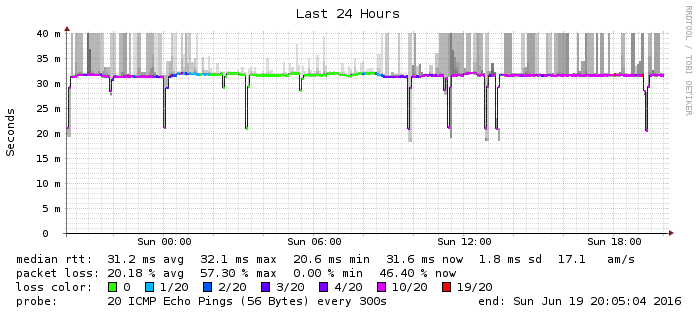 Last 24 Hours
RRDTOOL / TOBI OETIKER
Seconds
40 m
35 m
30 m
25 m
20 m
15 m
10 m
5 m
0
Sun 00:00 Sun 06:00 Sun 12:00 Sun 18:00
median rtt: 31.2 ms avg 32.1 ms max 20.6 ms min 31.6 ms now 1.8 ms sd 17.1 am/s
packet loss: 20.18 % avg 57.30 % max 0.00 % min 46.40 % now
loss color: 0 1/20 2/20 3/20 4/20 10/20 19/20
probe: 20 ICMP Echo Pings (56 Bytes) every 300s end: Sun Jun 19 20:05:04 2016